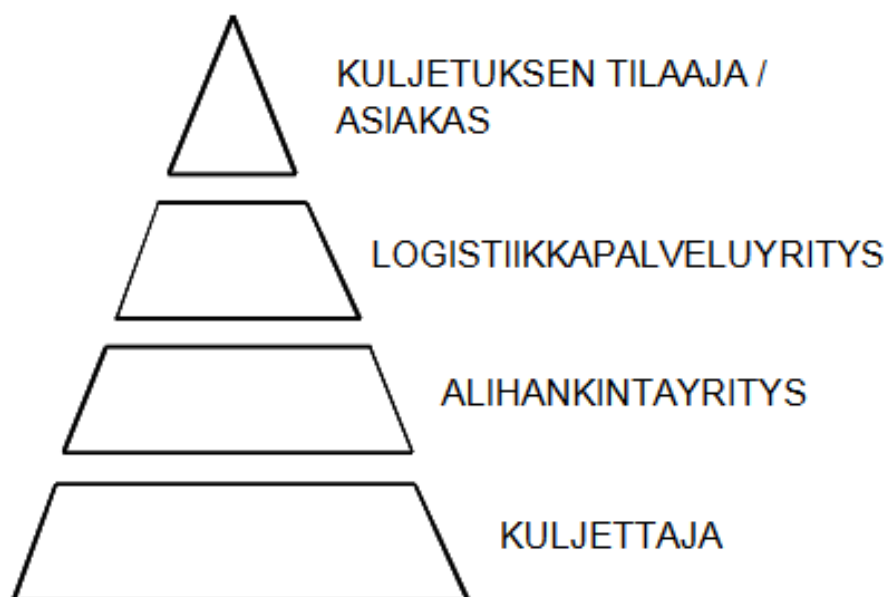 KULJETUKSEN TILAAJA /
ASIAKAS
LOGISTIIKKAPALVELUYRITYS
ALIHANKINTAYRITYS
KULJETTAJA